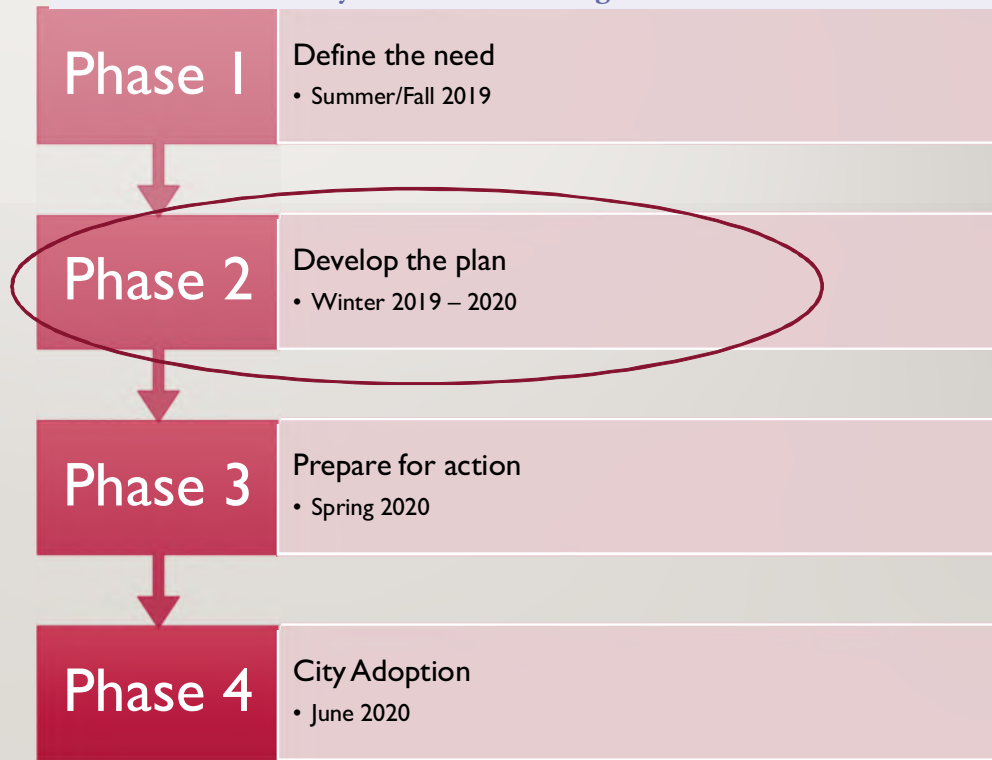 Phase 1
Define the need
• Summer/Fall 2019
Phase 2
Develop the plan
• Winter 2019 – 2020
Phase 3
Prepare for action
• Spring 2020
Phase 4
City Adoption
• June 2020